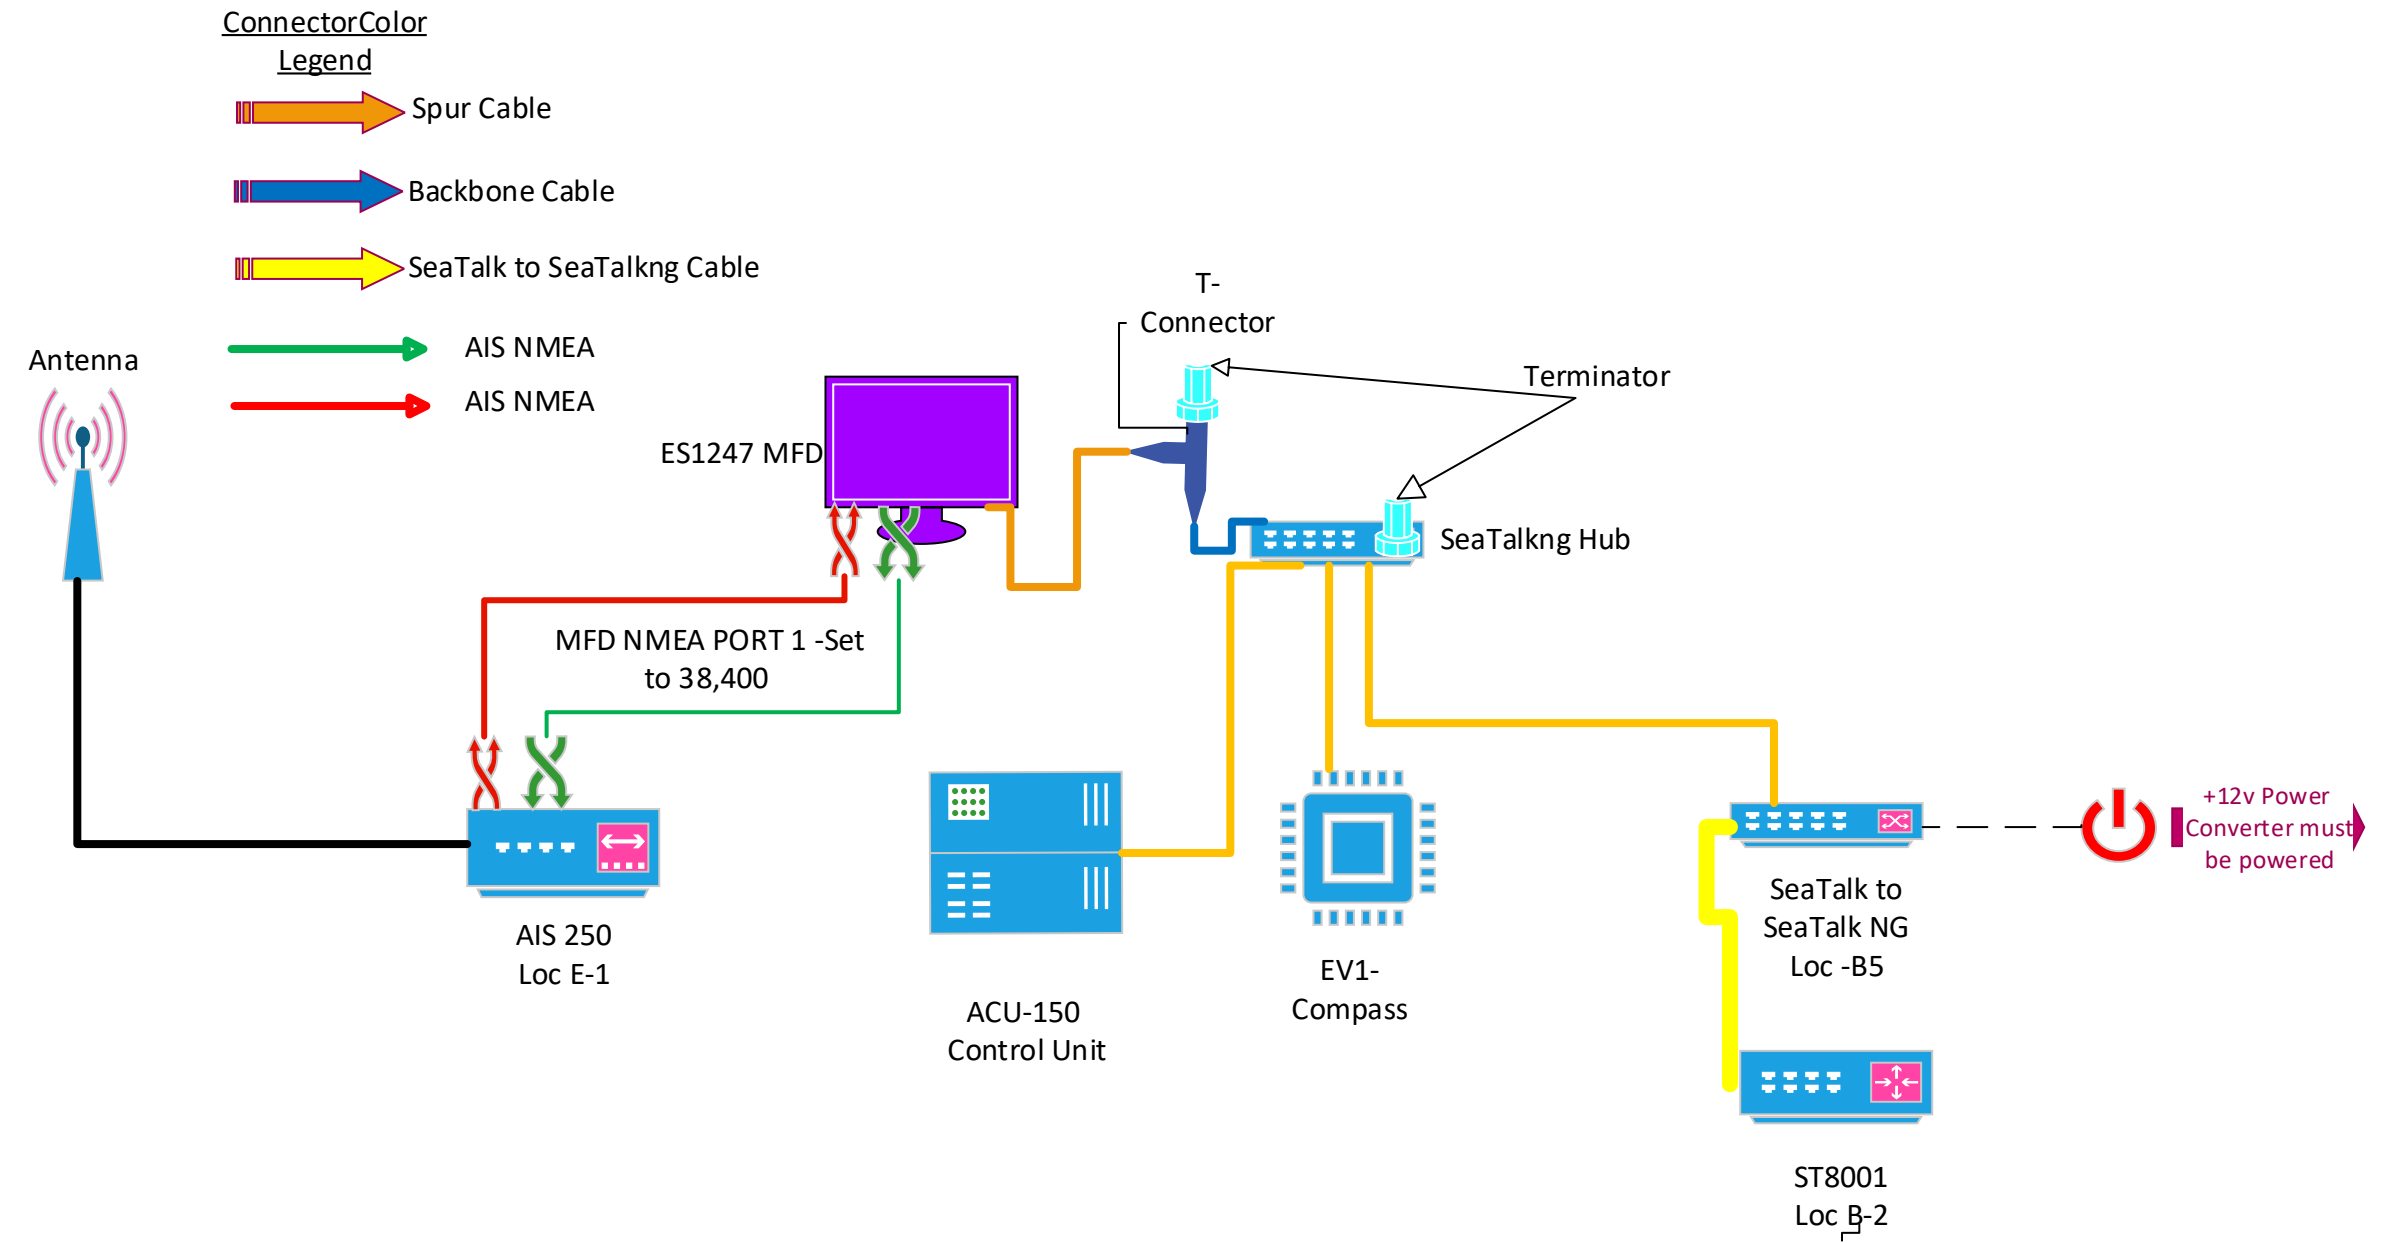 ConnectorColor
Legend
Spur Cable
Backbone Cable
SeaTalk to SeaTalkng Cable
AIS NMEA
AIS NMEA
Antenna
T-
Connector
Terminator
ES1247 MFD
SeaTalkng Hub
MFD NMEA PORT 1 -Set
to 38,400
+12v Power
Converter must
be powered
SeaTalk to
SeaTalk NG
Loc -B5
AIS 250
Loc E-1
EV1-
Compass
ACU-150
Control Unit
ST8001
Loc B-2